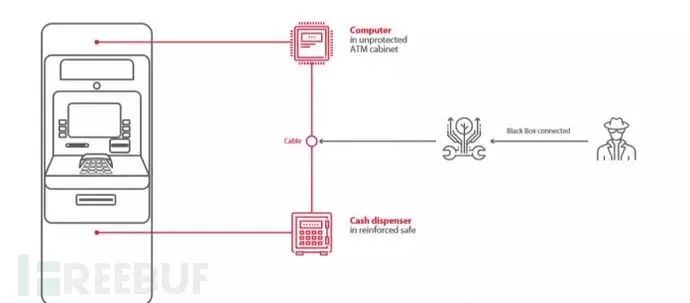 Computer
in unprotected
ATM cabinet
Cable
Black Box connected
Cash dispenser
in reinforced safe
FREEBUF